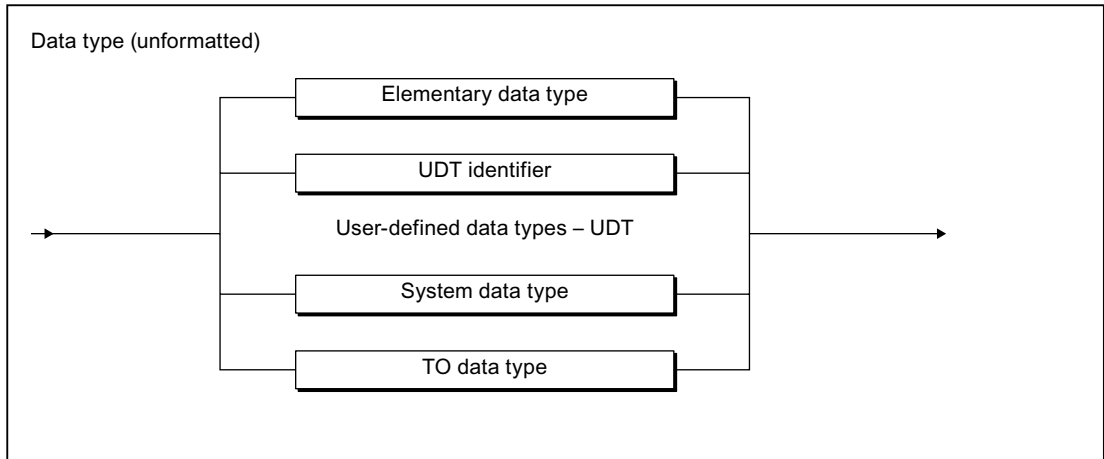 Data type (unformatted)
Elementary data type
UDT identifier
User-defined data types – UDT
System data type
TO data type